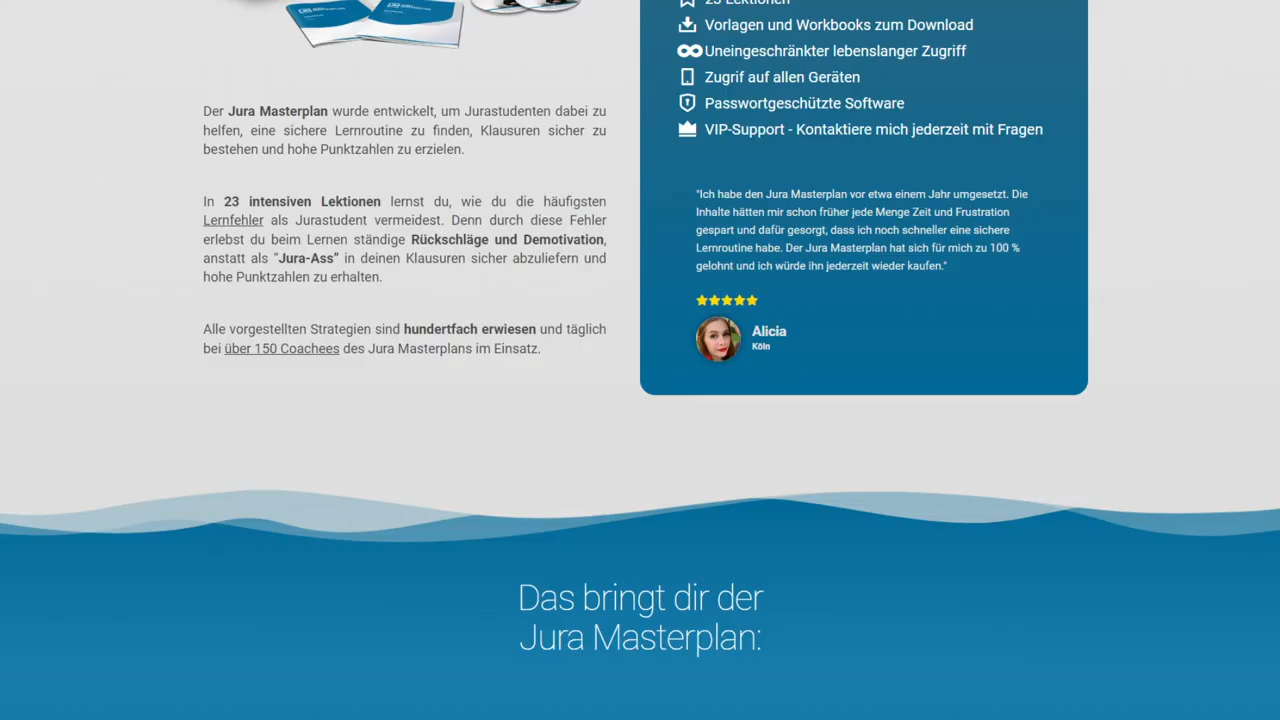 Der Jura Masterplan wurde entwickelt, um Jurastudenten dabei zu
helfen, eine sichere Lernroutine zu finden, Klausuren sicher zu
bestehen und hohe Punktzahlen zu erzielen.
In 23 intensiven Lektionen lernst du, wie du die häufigsten
Lernfehler als Jurastudent vermeidest. Denn durch diese Fehler
erlebst du beim Lernen ständige Rückschläge und Demotivation,
anstatt als “Jura-Ass” in deinen Klausuren sicher abzuliefern und
hohe Punktzahlen zu erhalten.
Alle vorgestellten Strategien sind hundertfach erwiesen und täglich
bei über 150 Coachees des Jura Masterplans im Einsatz.
23 Lektionen
Vorlagen und Workbooks zum Download
Uneingeschränkter lebenslanger Zugriff
Zugrif auf allen Geräten
Passwortgeschützte Software
VIP-Support - Kontaktiere mich jederzeit mit Fragen
"Ich habe den Jura Masterplan vor etwa einem Jahr umgesetzt. Die
Inhalte hätten mir schon früher jede Menge Zeit und Frustration
gespart und dafür gesorgt, dass ich noch schneller eine sichere
Lernroutine habe. Der Jura Masterplan hat sich für mich zu 100 %
gelohnt und ich würde ihn jederzeit wieder kaufen."
Alicia
Köln
Das bringt dir der
Jura Masterplan: